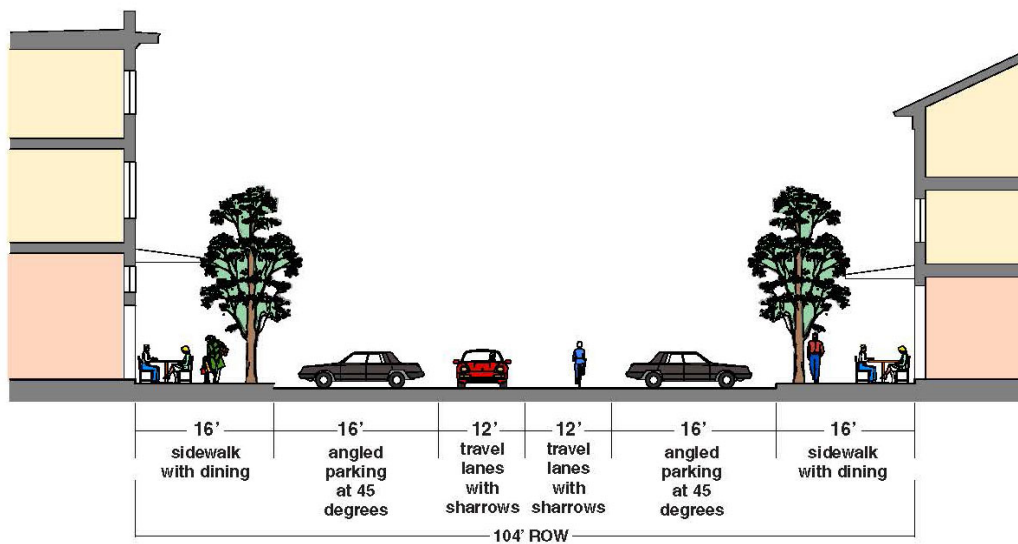 16'
sidewalk
with dining
16'
angled
parking
at 45
degrees
12'
travel
lanes
with
sharrows
12'
travel
lanes
with
sharrows
16'
angled
parking
at 45
degrees
16'
sidewalk
with dining
104' ROW